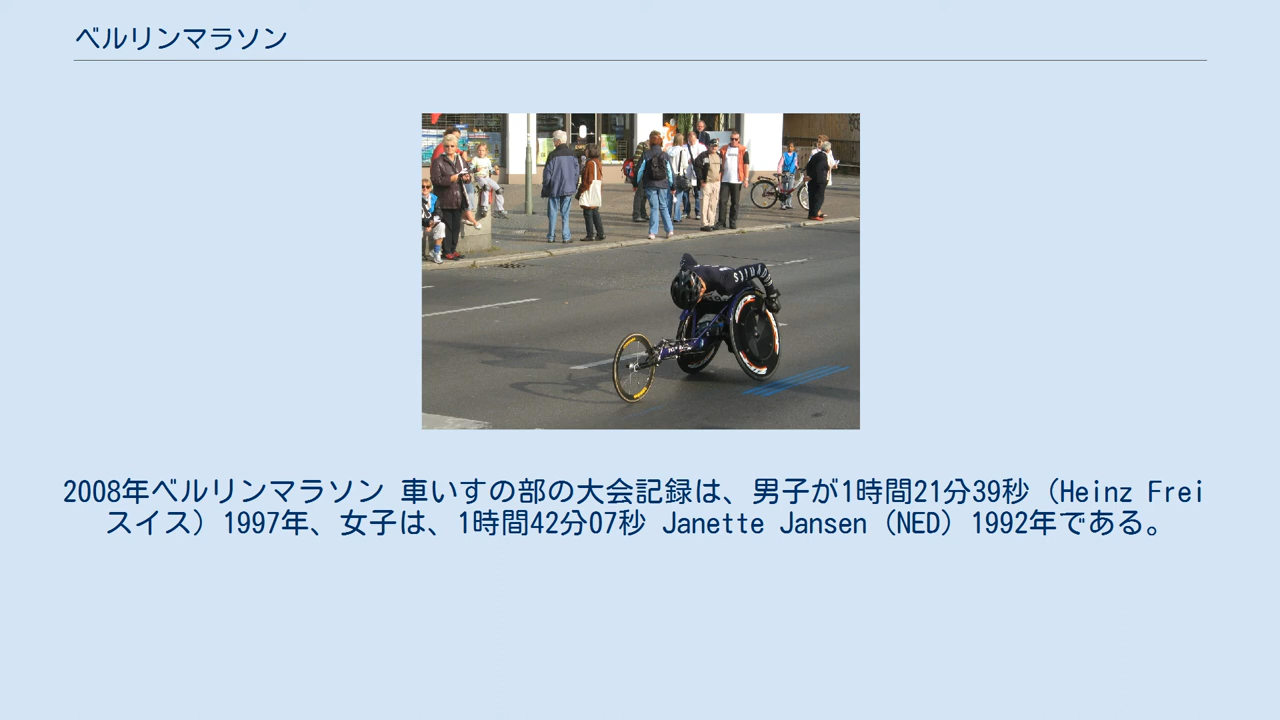 ベルリンマラソン
2008年ベルリンマラソン 車いすの部の大会記録は、男子が1時間21分39秒（Heinz Frei
スイス）1997年、女子は、1時間42分07秒 Janette Jansen（NED）1992年である。